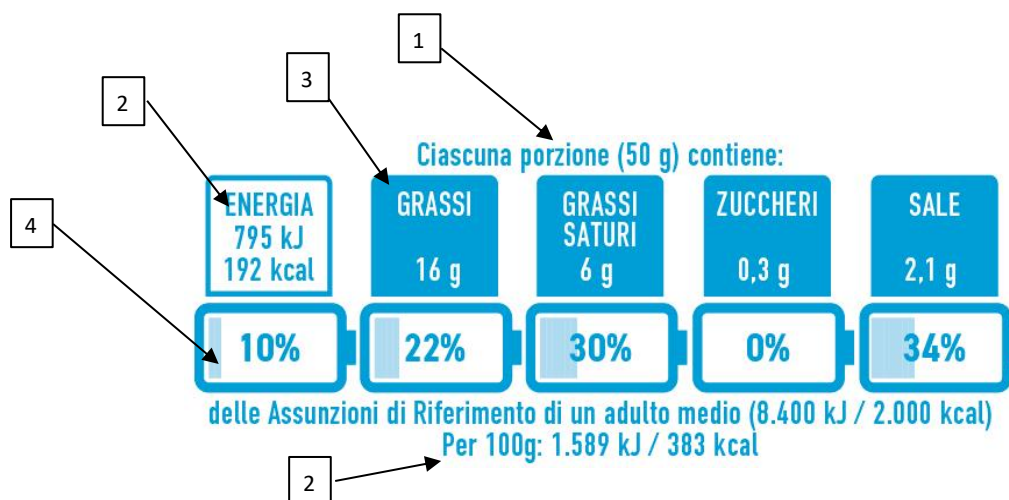 1
3
2
Ciascuna porzione (50 g) contiene:
4
ENERGIA
795 kJ
192 kcal
GRASSI
16 g
GRASSI
SATURI
6 g
ZUCCHERI
0,3 g
SALE
2,1 g
10%
22%
30%
0%
34%
delle Assunzioni di Riferimento di un adulto medio (8.400 kJ / 2.000 kcal)
Per 100g: 1.589 kJ / 383 kcal
2